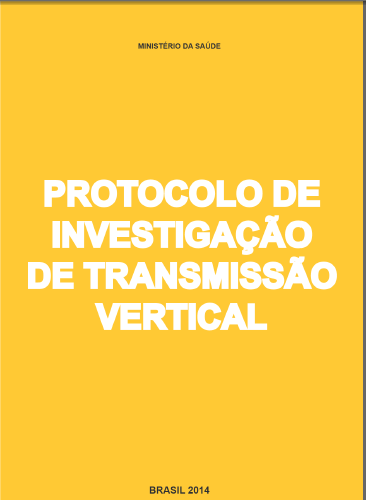 MINISTÉRIO DA SAÚDE
PROTOCOLO DE
INVESTIGAÇÃO
DE TRANSMISSÃO
VERTICAL
BRASIL 2014